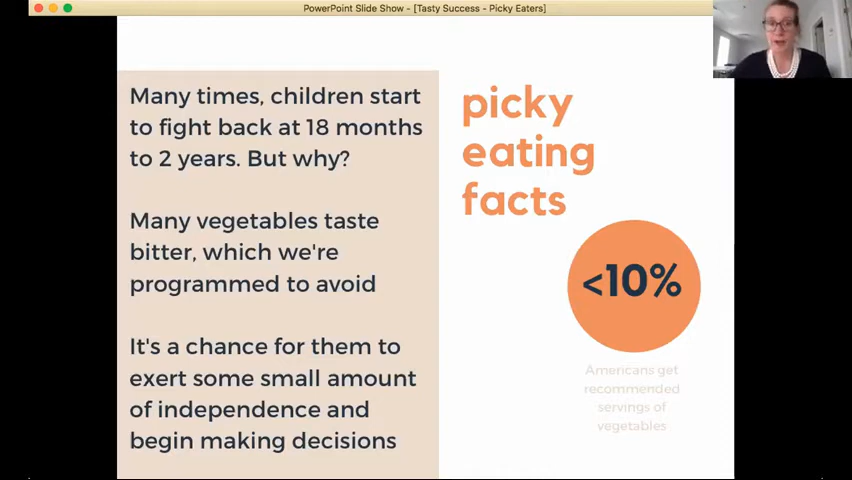 PowerPoint Slide Show - [Tasty Success - Picky Eaters]
Many times, children start
to fight back at 18 months
to 2 years. But why?
Many vegetables taste
bitter, which we're
programmed to avoid
It's a chance for them to
exert some small amount
of independence and
begin making decisions
picky
eating
facts
<10%
Americans get
recommended
servings of
vegetables